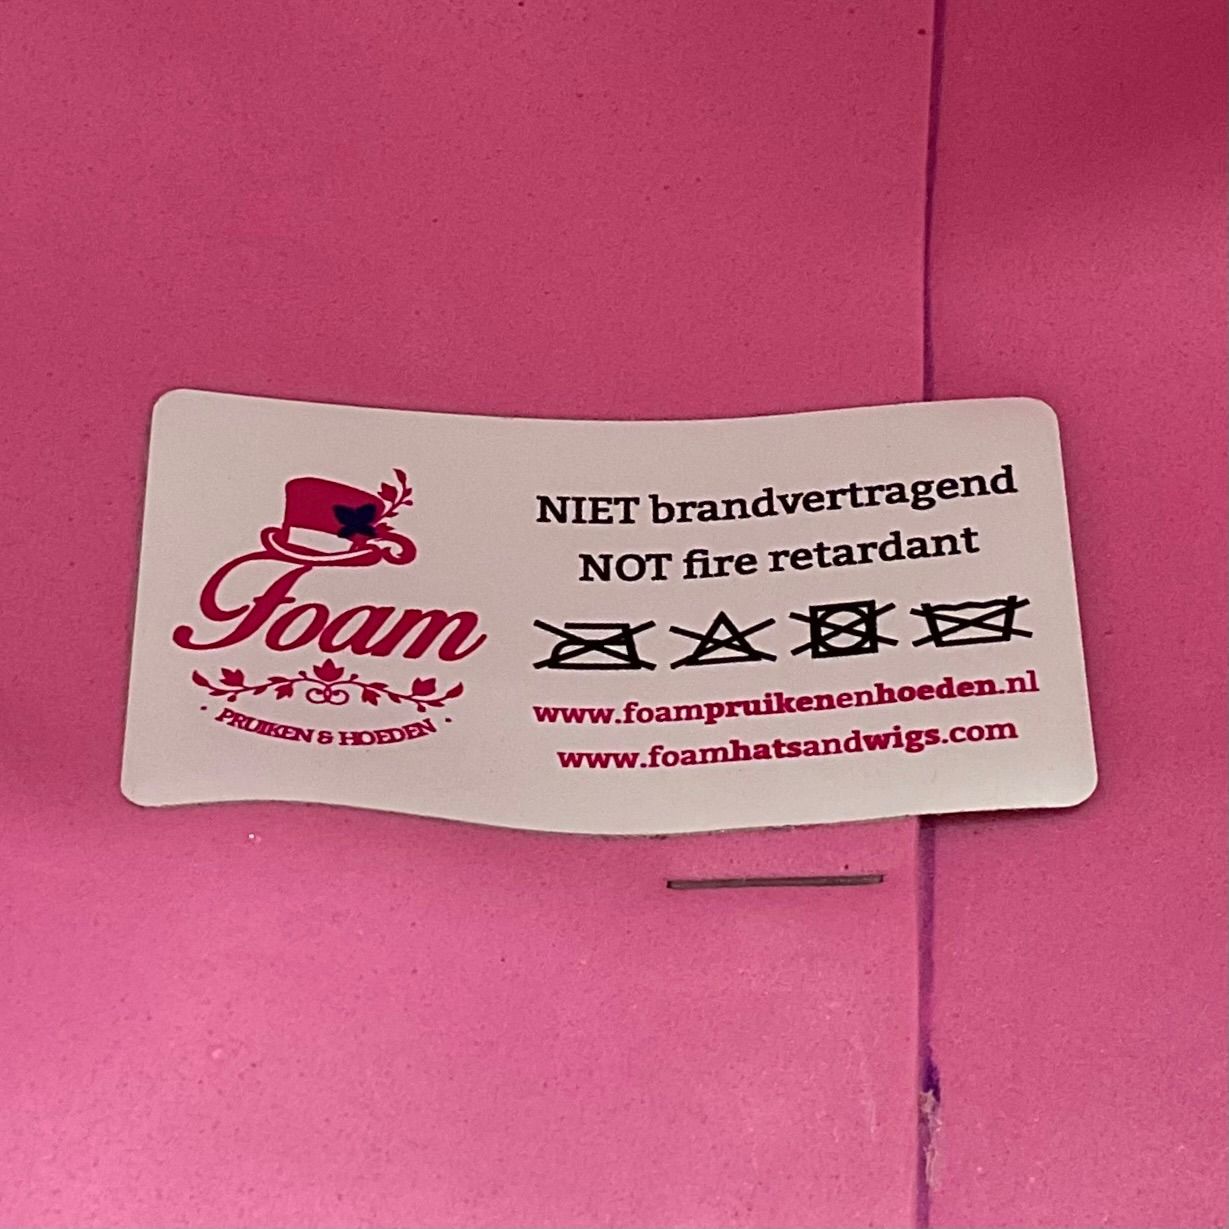 Foam
· PRUIKEN & HOEDEN ·
NIET brandvertragend
NOT fire retardant
www.foampruikenenhoeden.nl
www.foamhatsandwigs.com